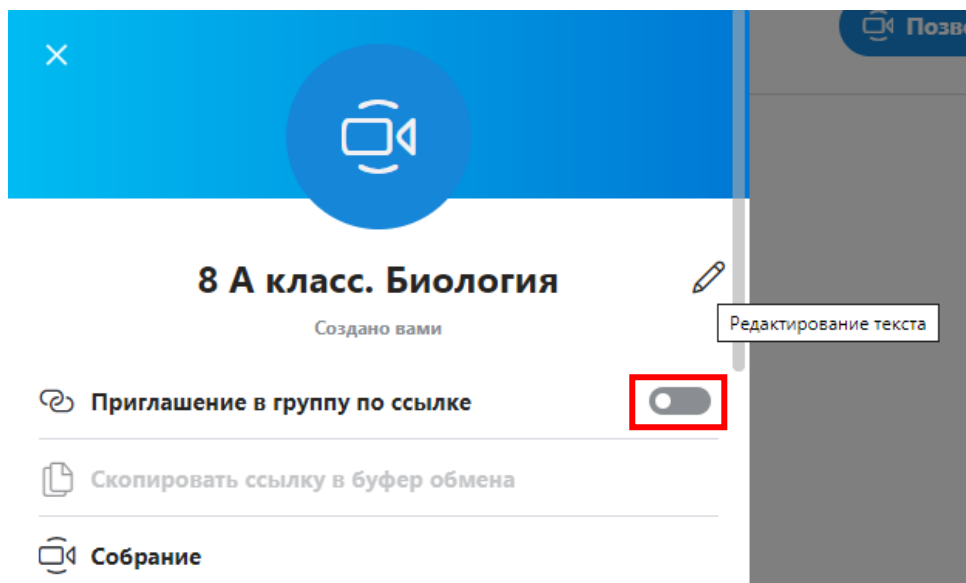 Позв
8 А класс. Биология
Создано вами
Редактирование текста
Приглашение в группу по ссылке
Скопировать ссылку в буфер обмена
Собрание